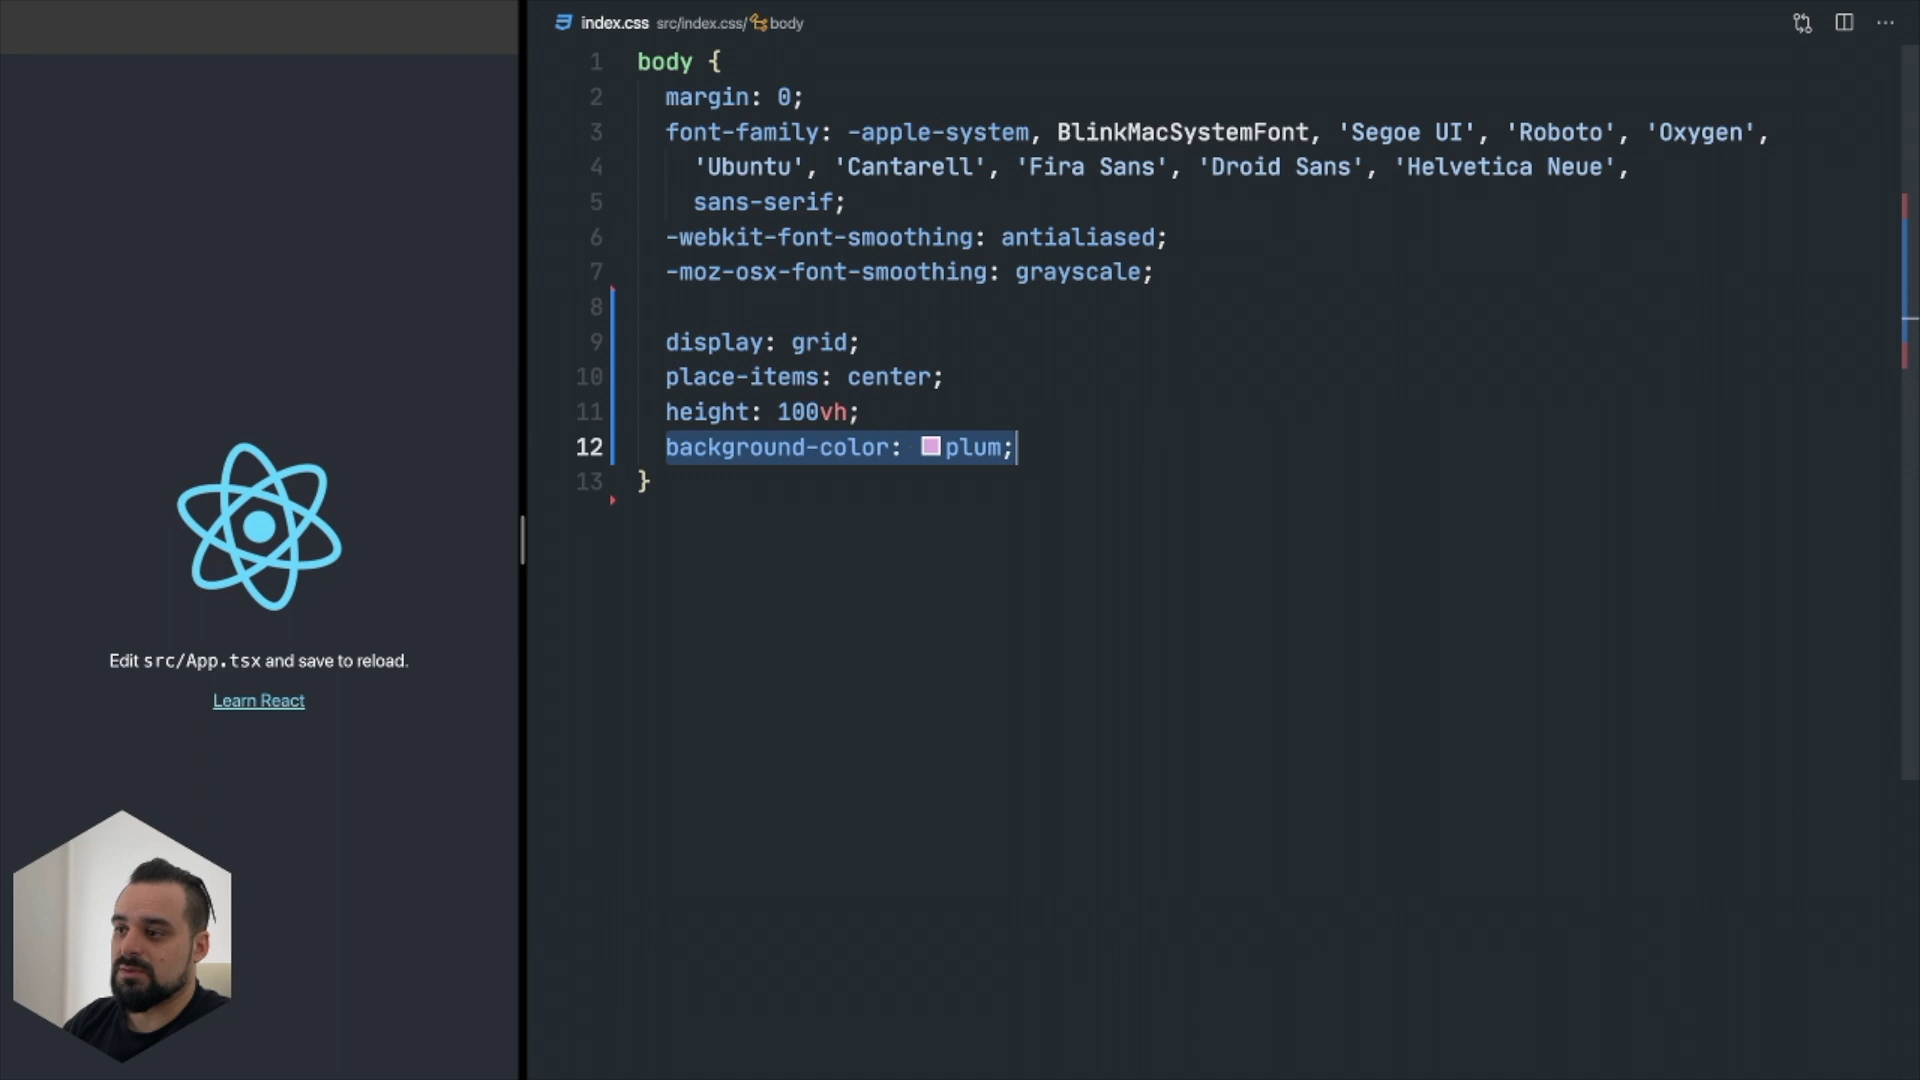 index.css src/index.css/ body
1 body {
2 margin: 0;
3 font-family: -apple-system, BlinkMacSystemFont, 'Segoe UI', 'Roboto', 'Oxygen',
4 'Ubuntu', 'Cantarell', 'Fira Sans', 'Droid Sans', 'Helvetica Neue',
5 sans-serif;
6 -webkit-font-smoothing: antialiased;
7 -moz-osx-font-smoothing: grayscale;
8
9 display: grid;
10 place-items: center;
11 height: 100vh;
12 background-color: plum;
13 }
Edit src/App.tsx and save to reload.
Learn React